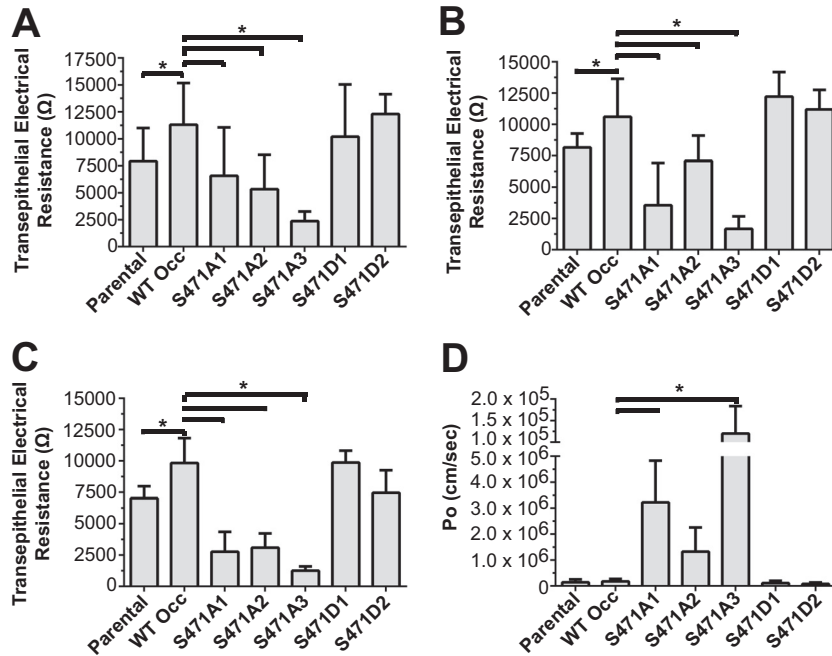 A
*
*
Transepithelial Electrical
Resistance (Ω)
17500
15000
12500
10000
7500
5000
2500
0
Parental
WT Occ
S471A1
S471A2
S471A3
S471D1
S471D2
B
*
*
Transepithelial Electrical
Resistance (Ω)
15000
12500
10000
7500
5000
2500
0
Parental
WT Occ
S471A1
S471A2
S471A3
S471D1
S471D2
C
*
*
Transepithelial Electrical
Resistance (Ω)
15000
12500
10000
7500
5000
2500
0
Parental
WT Occ
S471A1
S471A2
S471A3
S471D1
S471D2
D
*
Po (cm/sec)
2.0 x 10⁵
1.5 x 10⁵
1.0 x 10⁵
5.0 x 10⁶
4.0 x 10⁶
3.0 x 10⁶
2.0 x 10⁶
1.0 x 10⁶
0
Parental
WT Occ
S471A1
S471A2
S471A3
S471D1
S471D2